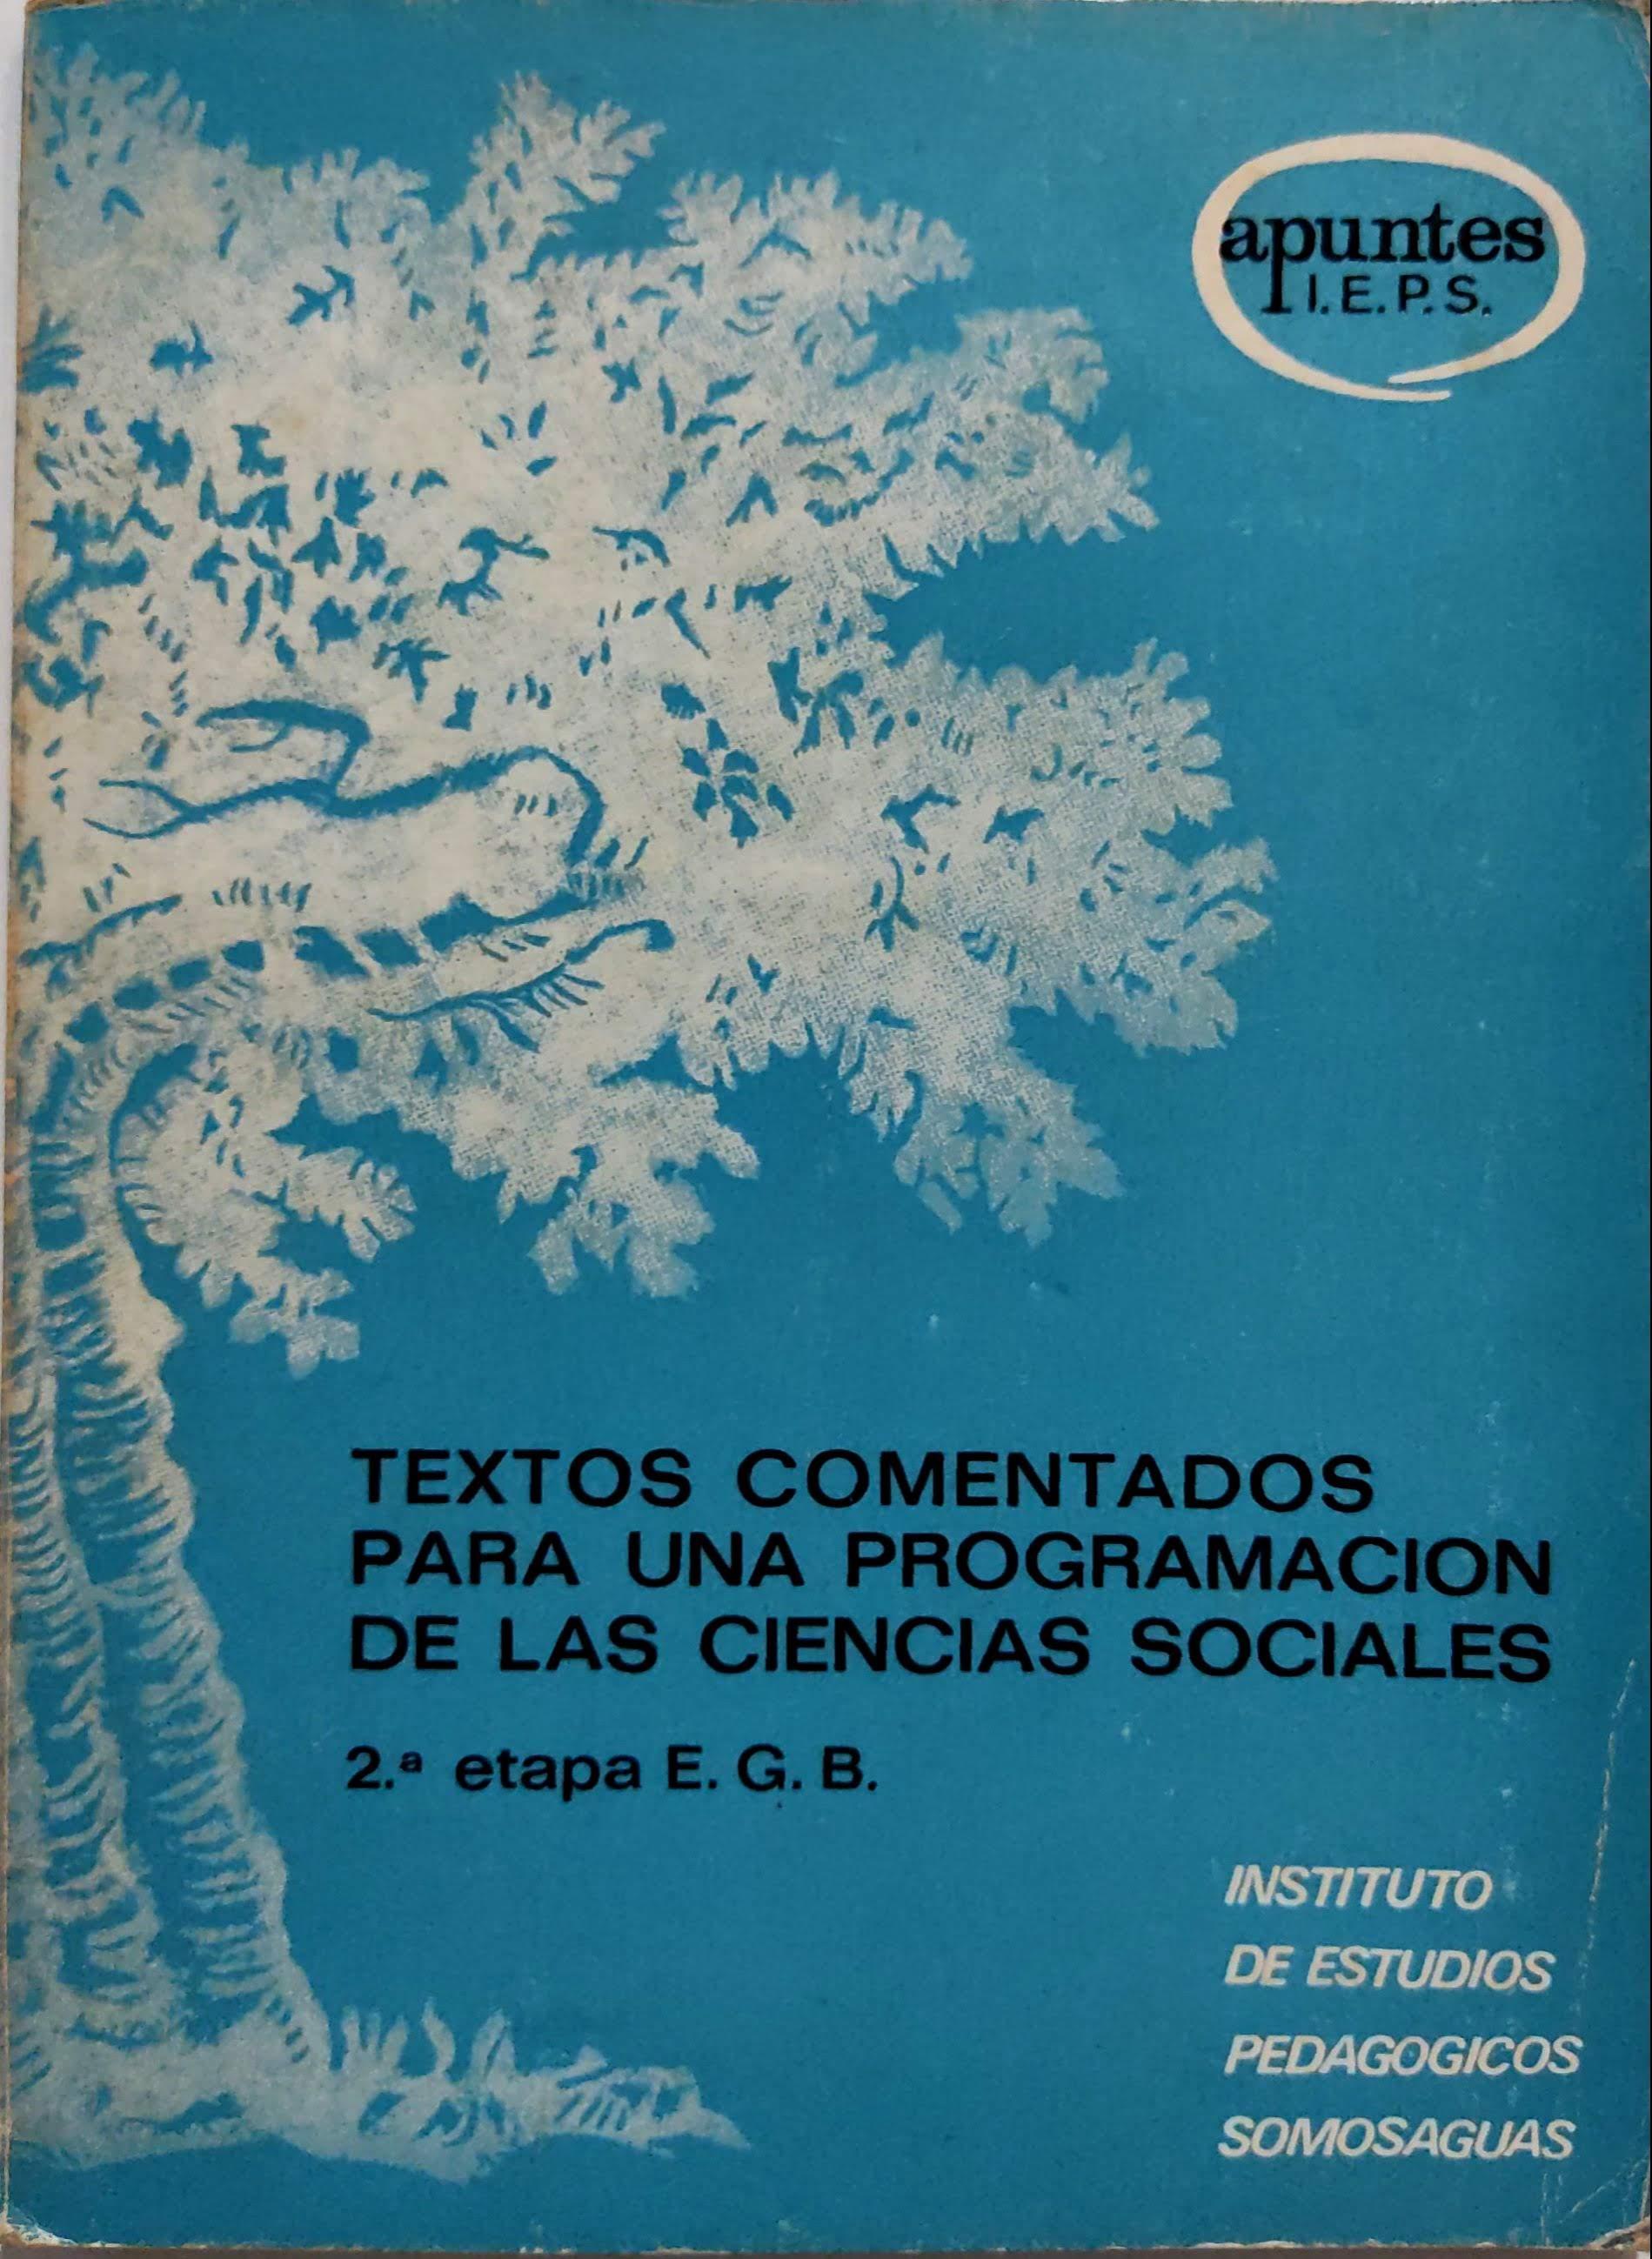 apuntes
I.E.P.S.
TEXTOS COMENTADOS
PARA UNA PROGRAMACION
DE LAS CIENCIAS SOCIALES
2.ª etapa E. G. B.
INSTITUTO
DE ESTUDIOS
PEDAGOGICOS
SOMOSAGUAS